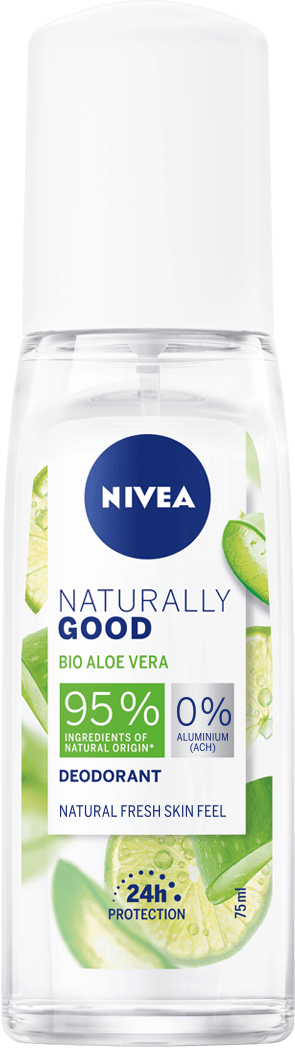 NIVEA
NATURALLY
GOOD
BIO ALOE VERA
95%
INGREDIENTS OF
NATURAL ORIGIN*
0%
ALUMINIUM
(ACH)
DEODORANT
NATURAL FRESH SKIN FEEL
24h
PROTECTION
75ml